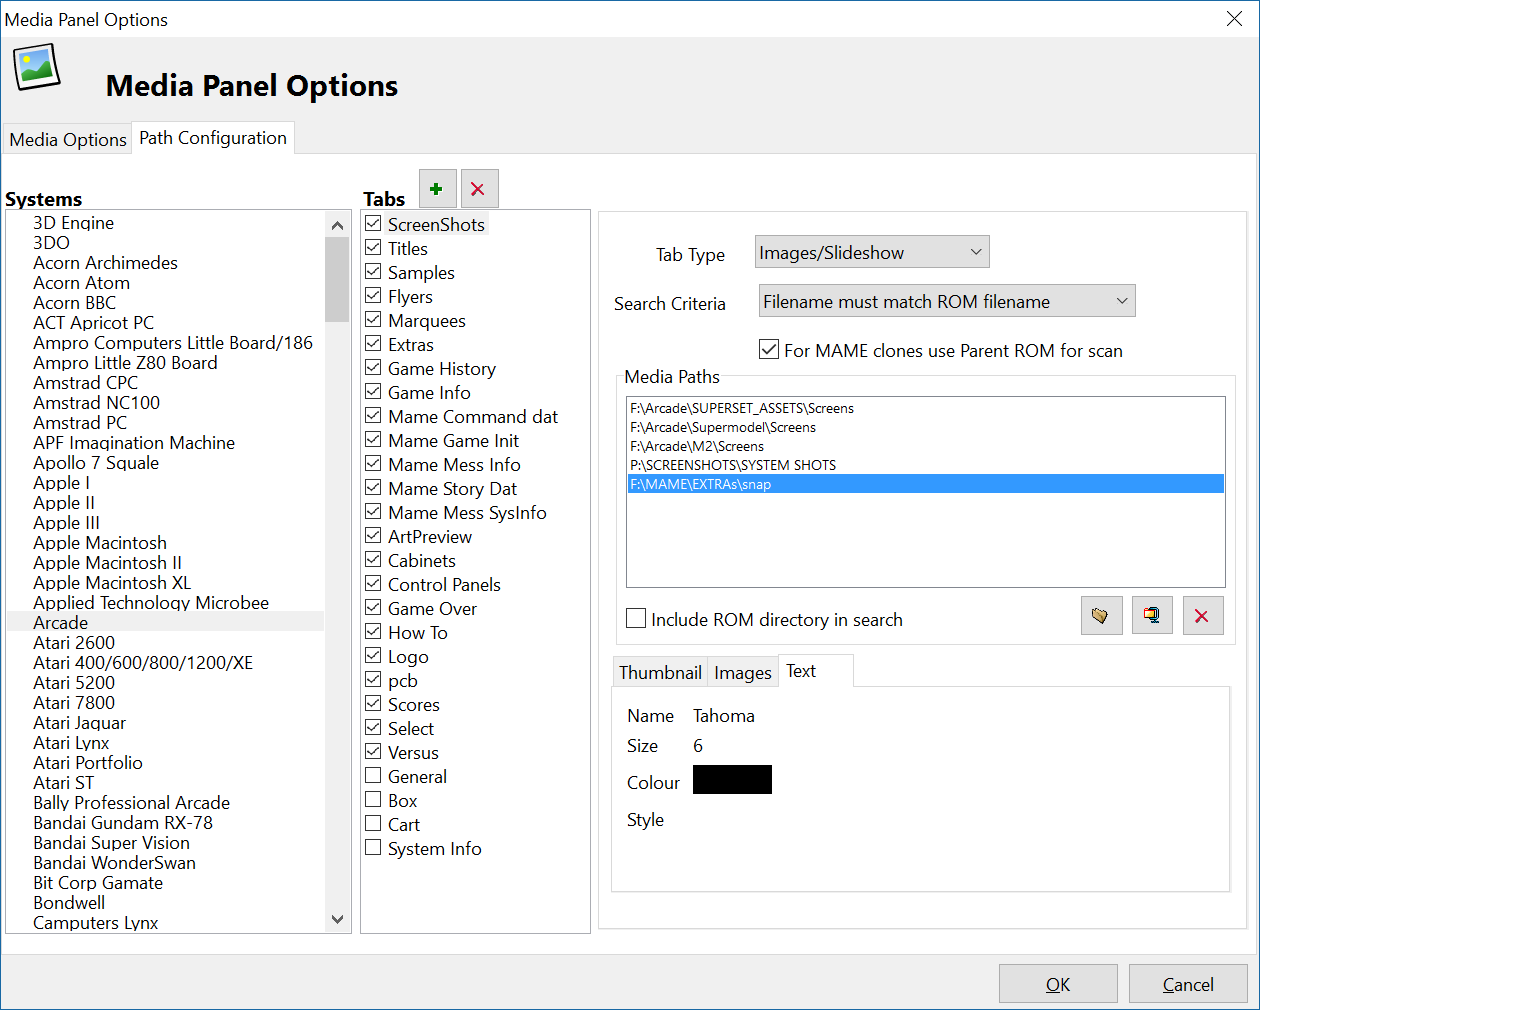 Media Panel Options
Media Panel Options
Media Options
Path Configuration
Systems
3D Engine
3DO
Acorn Archimedes
Acorn Atom
Acorn BBC
ACT Apricot PC
Ampro Computers Little Board/186
Ampro Little Z80 Board
Amstrad CPC
Amstrad NC100
Amstrad PC
APF Imagination Machine
Apollo 7 Squale
Apple I
Apple II
Apple III
Apple Macintosh
Apple Macintosh II
Apple Macintosh XL
Applied Technology Microbee
Arcade
Atari 2600
Atari 400/600/800/1200/XE
Atari 5200
Atari 7800
Atari Jaguar
Atari Lynx
Atari Portfolio
Atari ST
Bally Professional Arcade
Bandai Gundam RX-78
Bandai Super Vision
Bandai WonderSwan
Bit Corp Gamate
Bondwell
Camputers Lynx
Tabs
ScreenShots
Titles
Samples
Flyers
Marquees
Extras
Game History
Game Info
Mame Command dat
Mame Game Init
Mame Mess Info
Mame Story Dat
Mame Mess SysInfo
ArtPreview
Cabinets
Control Panels
Game Over
How To
Logo
pcb
Scores
Select
Versus
General
Box
Cart
System Info
Tab Type
Images/Slideshow
Search Criteria
Filename must match ROM filename
For MAME clones use Parent ROM for scan
Media Paths
F:\Arcade\SUPERSET_ASSETS\Screens
F:\Arcade\Supermodel\Screens
F:\Arcade\M2\Screens
P:\SCREENSHOTS\SYSTEM SHOTS
F:\MAME\EXTRAs\snap
Include ROM directory in search
Thumbnail
Images
Text
Name Tahoma
Size 6
Colour
Style
OK
Cancel